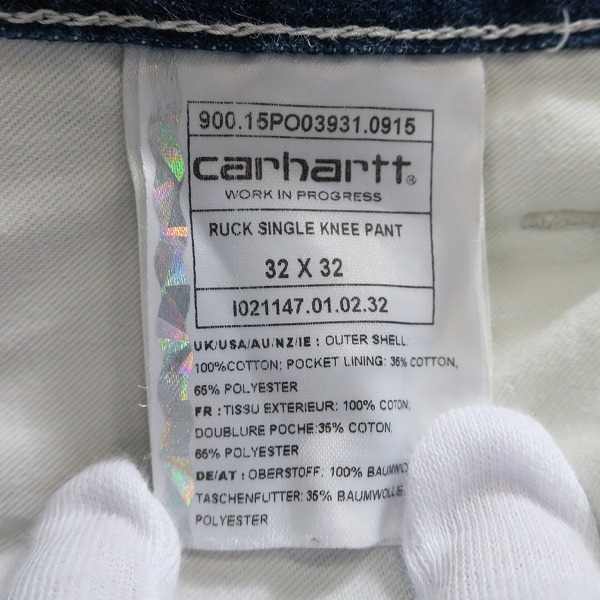 900.15PO03931.0915
carhartt
WORK IN PROGRESS
RUCK SINGLE KNEE PANT
32 X 32
I021147.01.02.32
UK/USA/AU/NZ/IE : OUTER SHELL:
100%COTTON; POCKET LINING: 35% COTTON,
65% POLYESTER
FR : TISSU EXTERIEUR: 100% COTON;
DOUBLURE POCHE:35% COTON,
65% POLYESTER
DE/AT : OBERSTOFF: 100% BAUMWO
TASCHENFUTTER: 35% BAUMWOLLE
POLYESTER